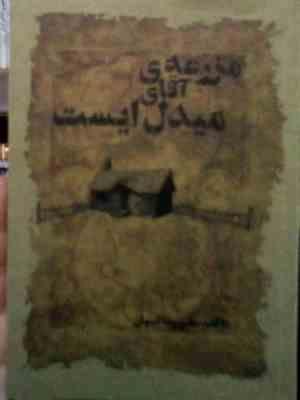 مزرعه‌ی
آقای
میدل ایست